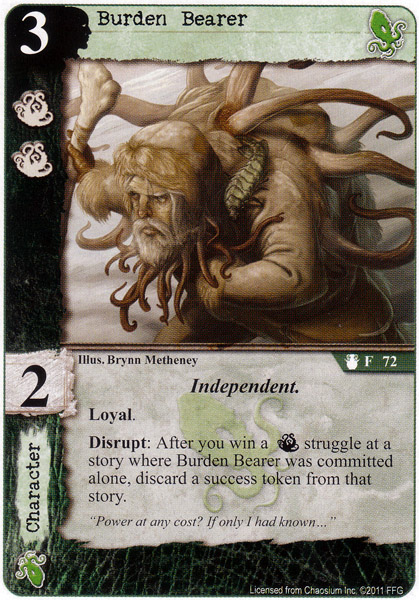 3
Burden Bearer
Illus. Brynn Metheney
F 72
2
Independent.
Loyal.
Disrupt: After you win a struggle at a
story where Burden Bearer was committed
alone, discard a success token from that
story.
“Power at any cost? If only I had known…”
Character
Licensed from Chaosium Inc. ©2011 FFG